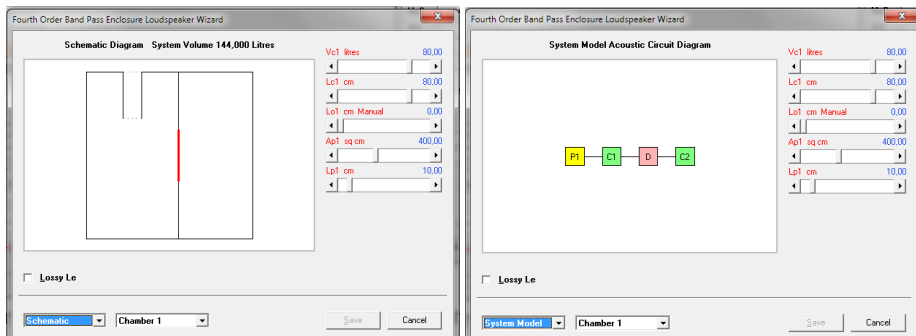 Fourth Order Band Pass Enclosure Loudspeaker Wizard
Schematic Diagram System Volume 144,000 Litres
Vc1 litres 80,00
Lc1 cm 80,00
Lo1 cm Manual 0,00
Ap1 sq cm 400,00
Lp1 cm 10,00
Lossy Le
Schematic Chamber 1 Save Cancel
Fourth Order Band Pass Enclosure Loudspeaker Wizard
System Model Acoustic Circuit Diagram
Vc1 litres 80,00
Lc1 cm 80,00
Lo1 cm Manual 0,00
Ap1 sq cm 400,00
Lp1 cm 10,00
P1 C1 D C2
Lossy Le
System Model Chamber 1 Save Cancel